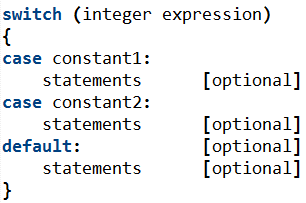 switch (integer expression)
{
case constant1:
    statements      [optional]
case constant2:
    statements      [optional]
default:            [optional]
    statements      [optional]
}